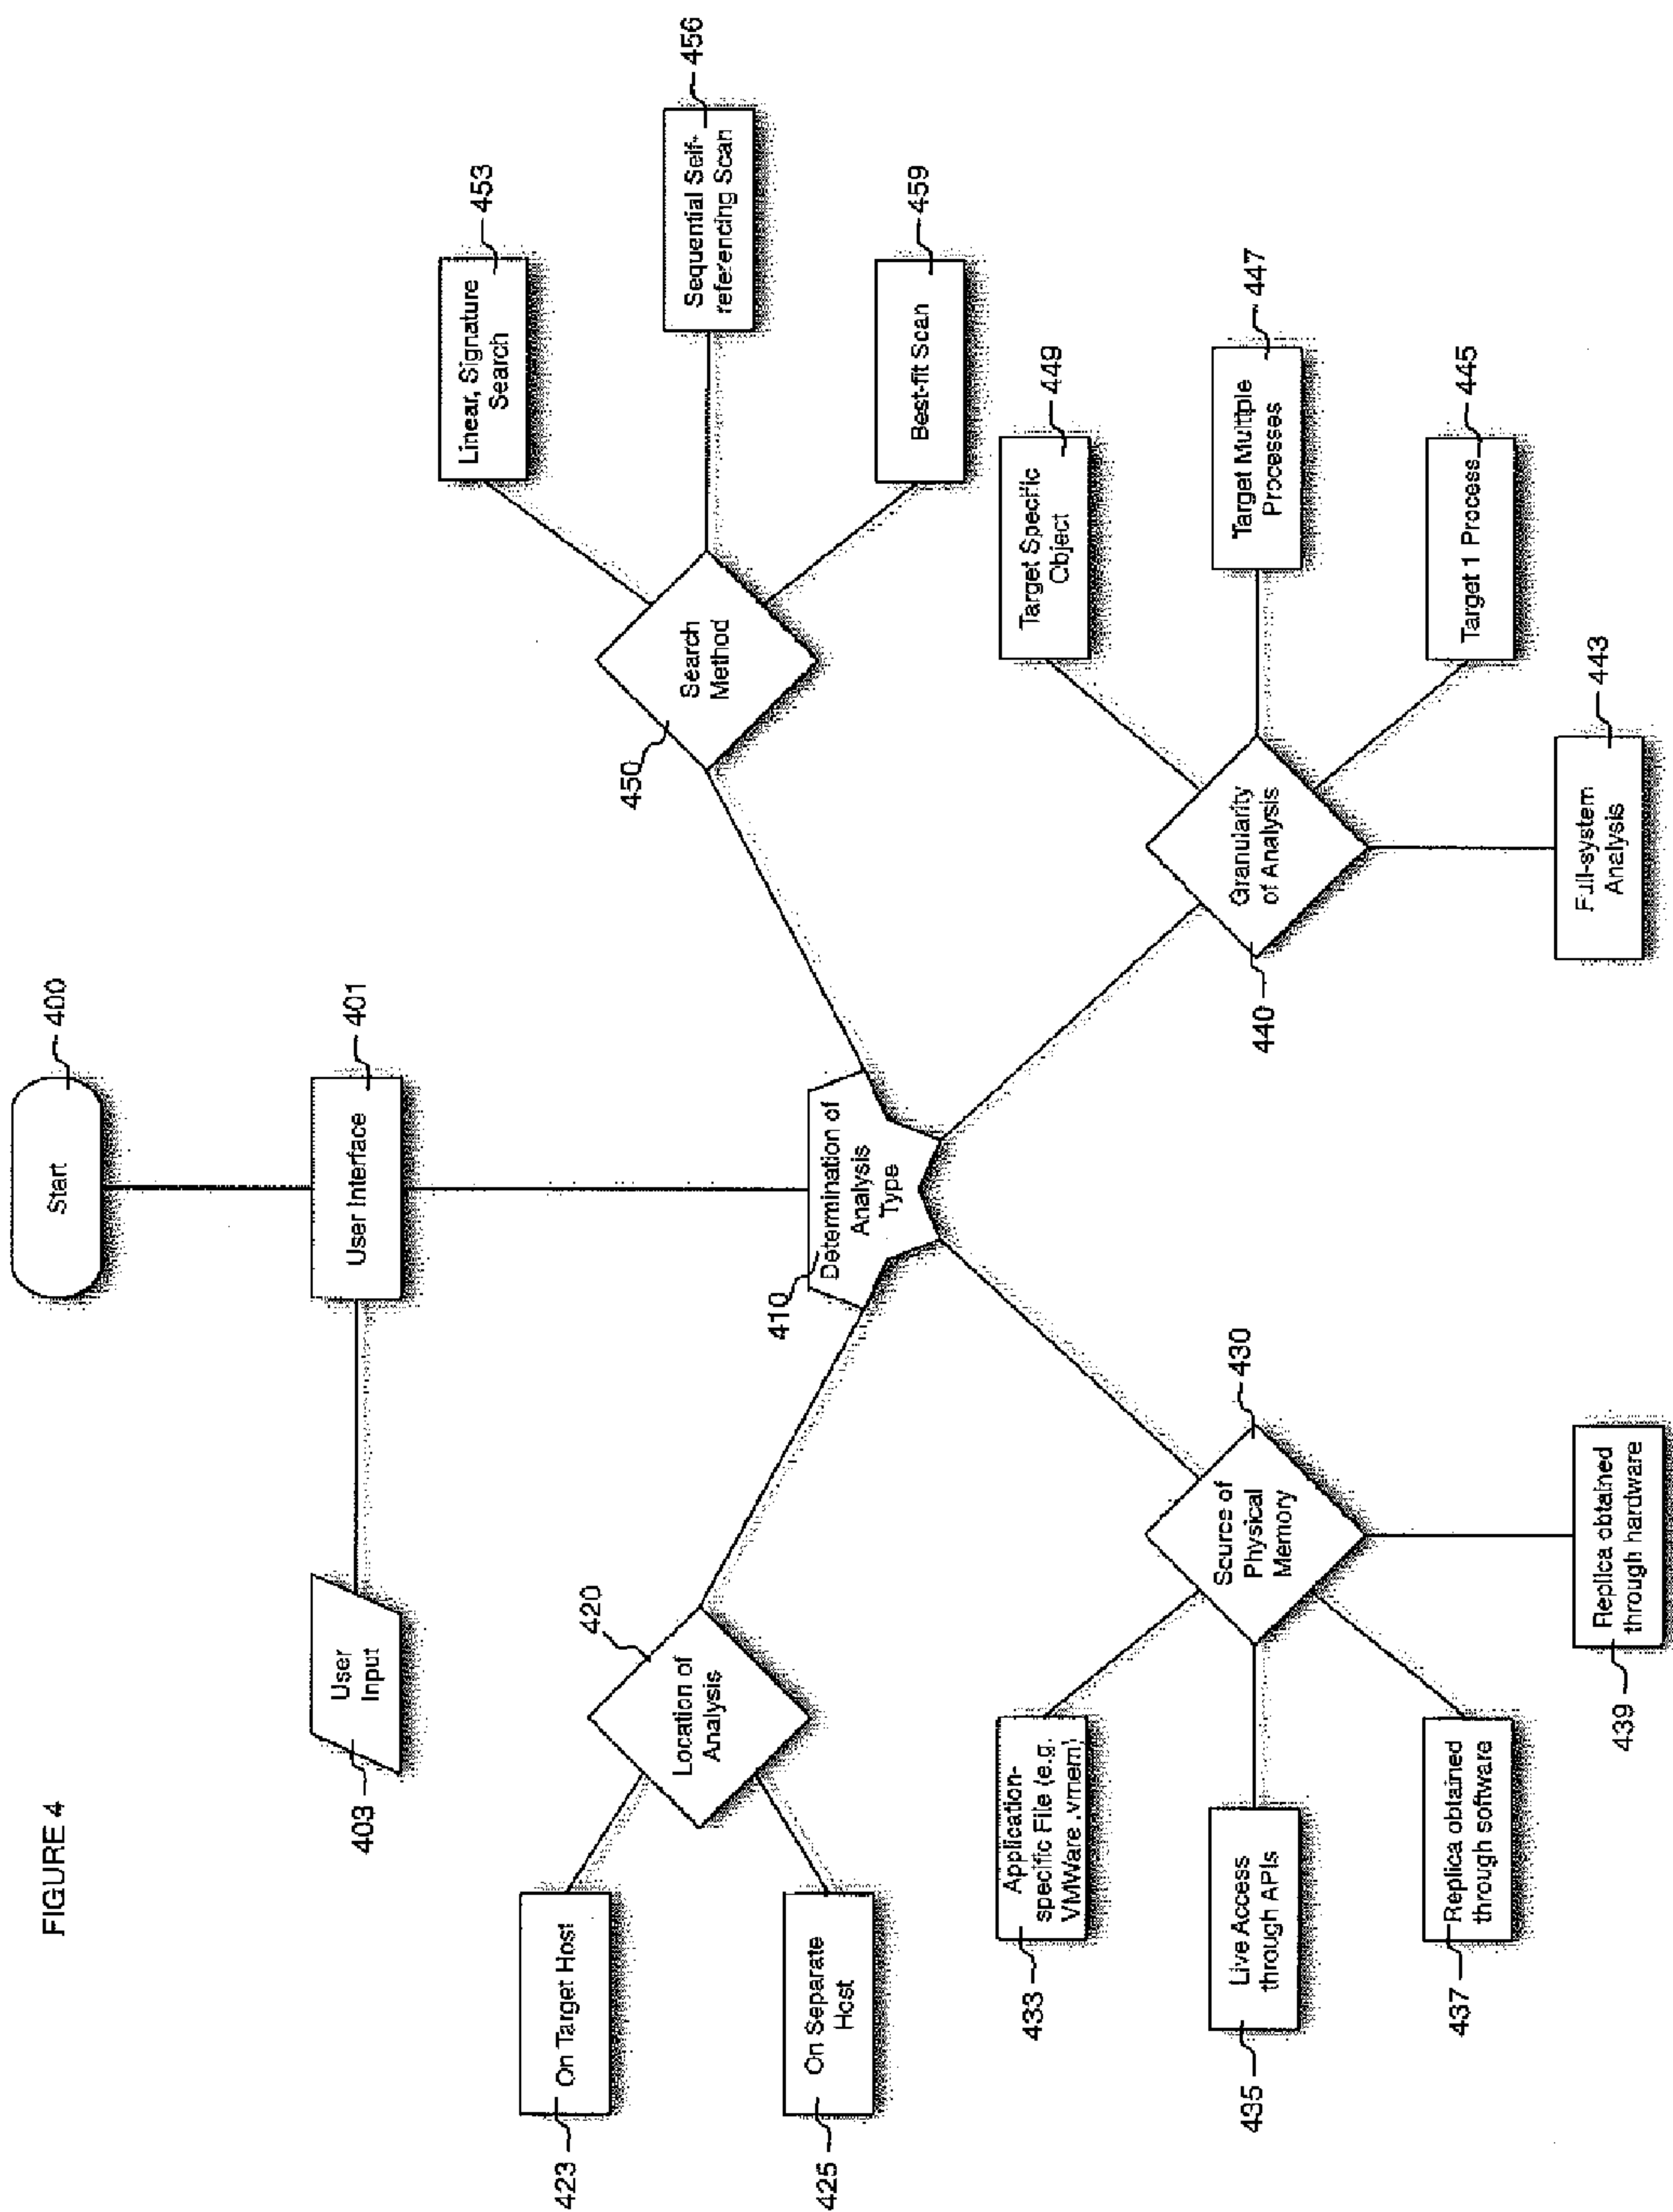 FIGURE 4
Start
400
User Interface
401
User
Input
403
Determination of
Analysis
Type
410
Location of
Analysis
420
On Target Host
423
On Separate
Host
425
Source of
Physical
Memory
430
Application-
specific File (e.g.
VMWare .vmem)
433
Live Access
through APIs
435
Replica obtained
through software
437
Replica obtained
through hardware
439
Granularity
of Analysis
440
Full-system
Analysis
443
Target 1 Process
445
Target Multiple
Processes
447
Target Specific
Object
449
Search
Method
450
Linear, Signature
Search
453
Sequential Self-
referencing Scan
456
Best-fit Scan
459